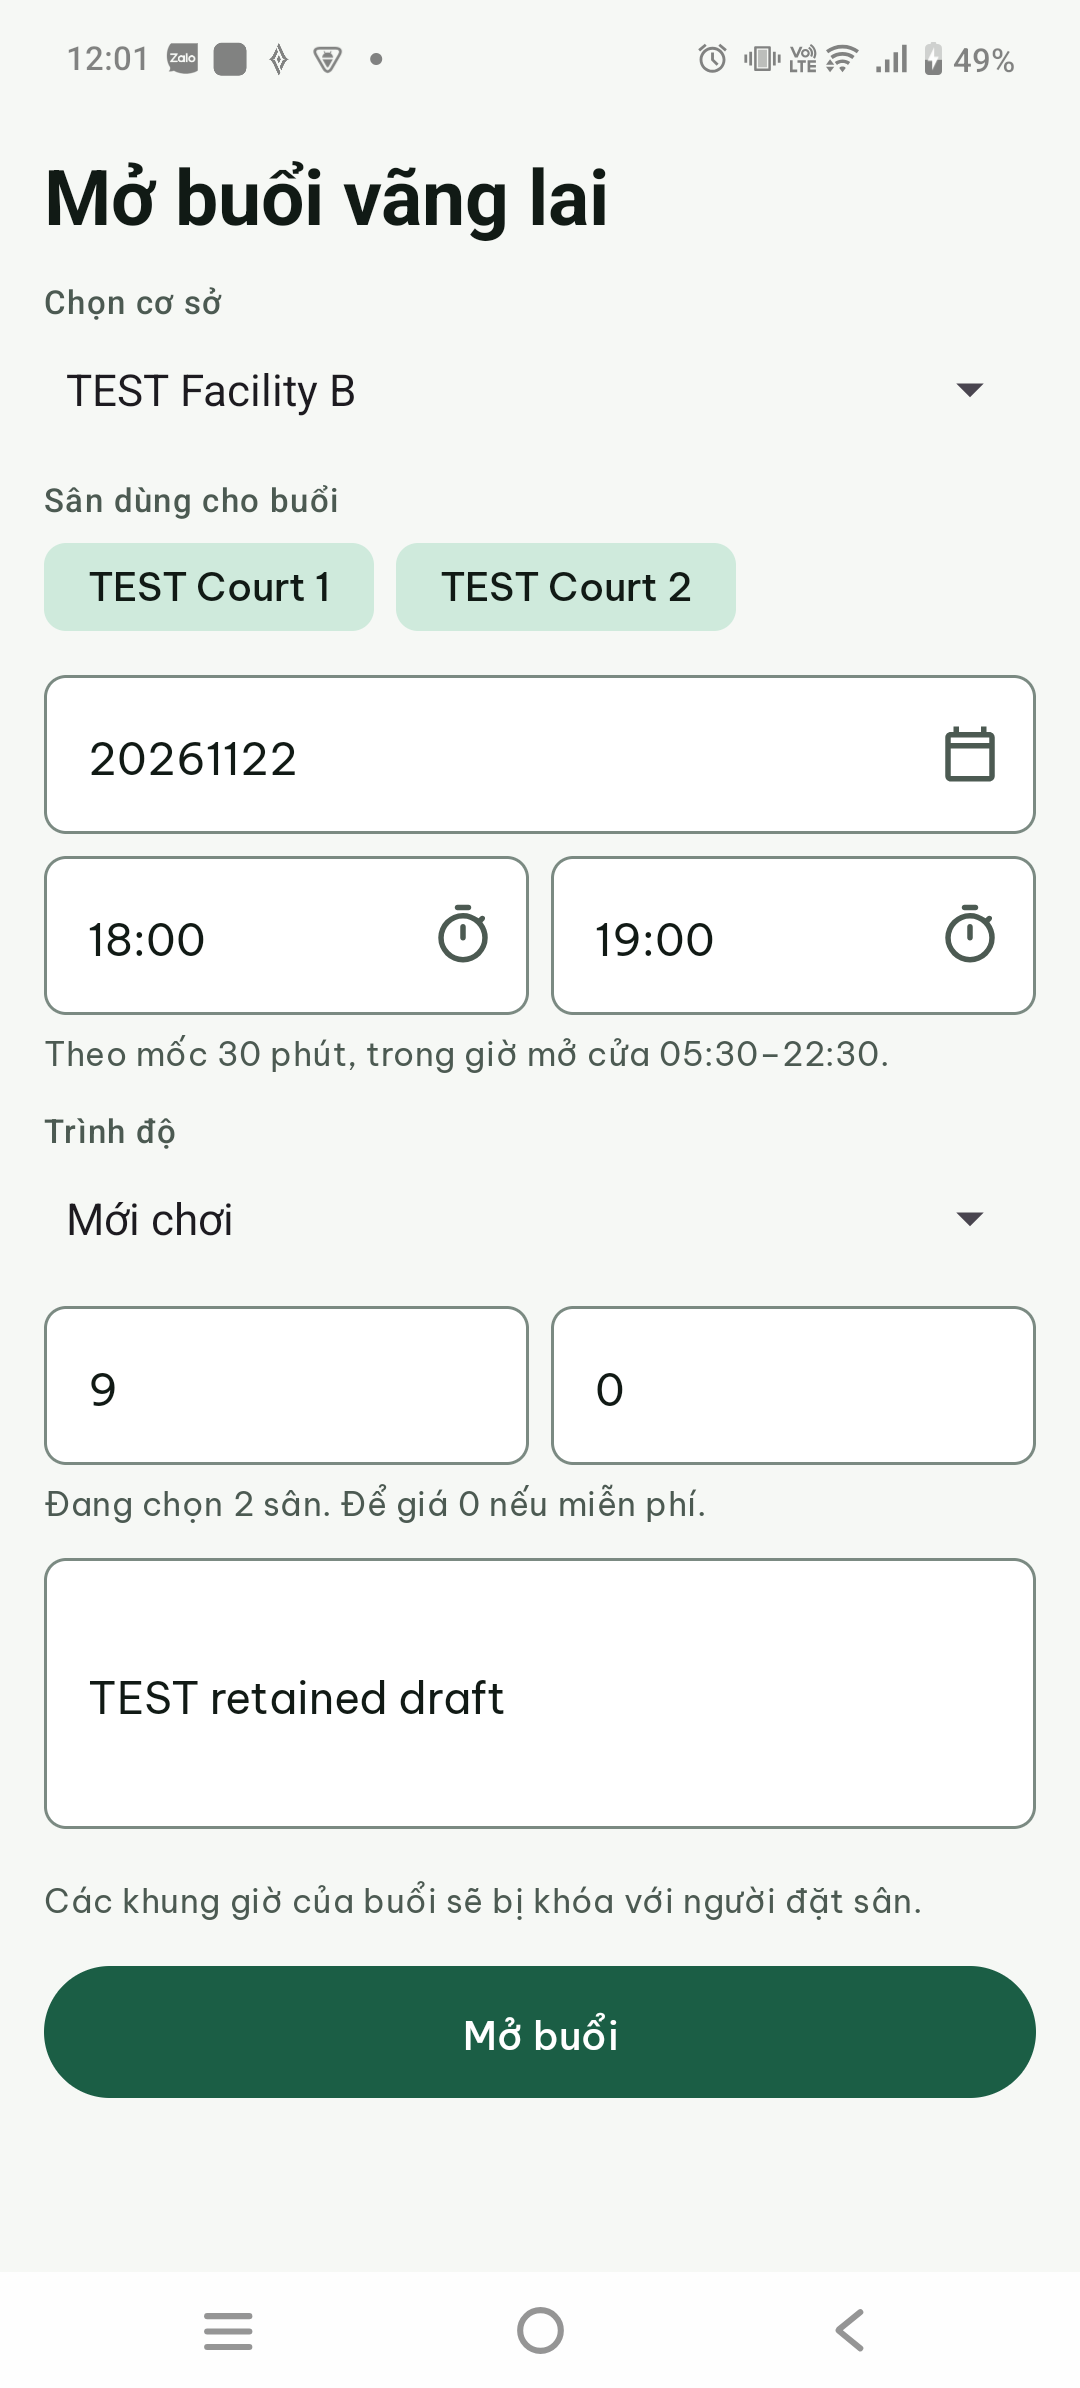 12:01 Zalo VoLTE 49%
Mở buổi vãng lai
Chọn cơ sở
TEST Facility B
Sân dùng cho buổi
TEST Court 1 TEST Court 2
20261122
18:00 19:00
Theo mốc 30 phút, trong giờ mở cửa 05:30–22:30.
Trình độ
Mới chơi
9 0
Đang chọn 2 sân. Để giá 0 nếu miễn phí.
TEST retained draft
Các khung giờ của buổi sẽ bị khóa với người đặt sân.
Mở buổi